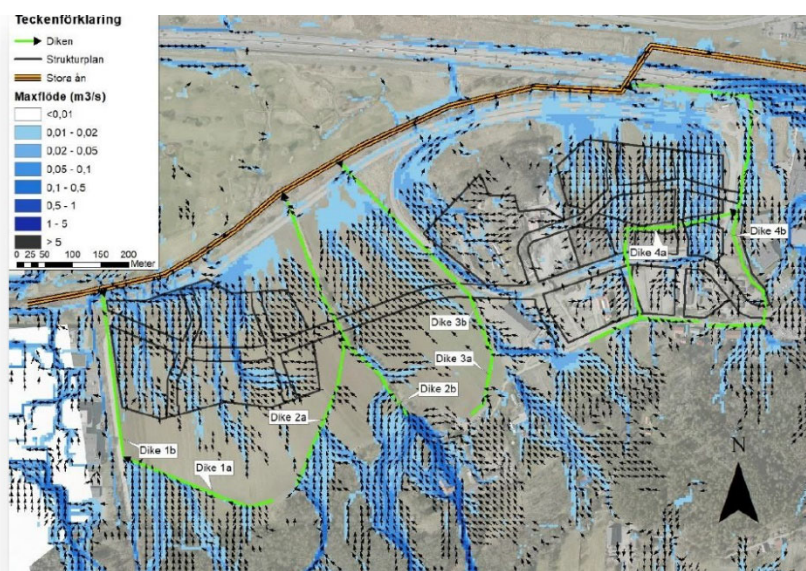 Teckenförklaring
Diken
Strukturplan
Stora ån
Maxflöde (m3/s)
<0,01
0,01 - 0,02
0,02 - 0,05
0,05 - 0,1
0,1 - 0,5
0,5 - 1
1 - 5
> 5
0 25 50 100 150 200
Meter
Dike 4a
Dike 4b
Dike 3b
Dike 3a
Dike 2b
Dike 2a
Dike 1b
Dike 1a
N